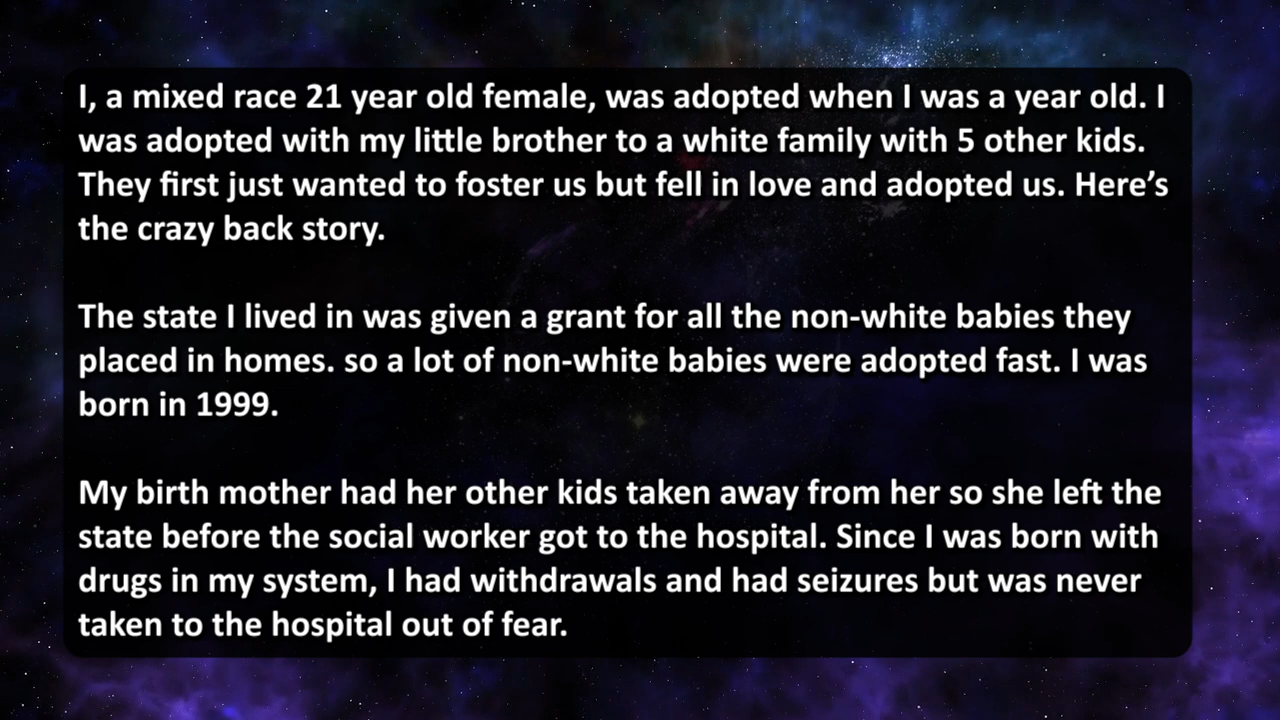 I, a mixed race 21 year old female, was adopted when I was a year old. I
was adopted with my little brother to a white family with 5 other kids.
They first just wanted to foster us but fell in love and adopted us. Here’s
the crazy back story.
The state I lived in was given a grant for all the non-white babies they
placed in homes. so a lot of non-white babies were adopted fast. I was
born in 1999.
My birth mother had her other kids taken away from her so she left the
state before the social worker got to the hospital. Since I was born with
drugs in my system, I had withdrawals and had seizures but was never
taken to the hospital out of fear.